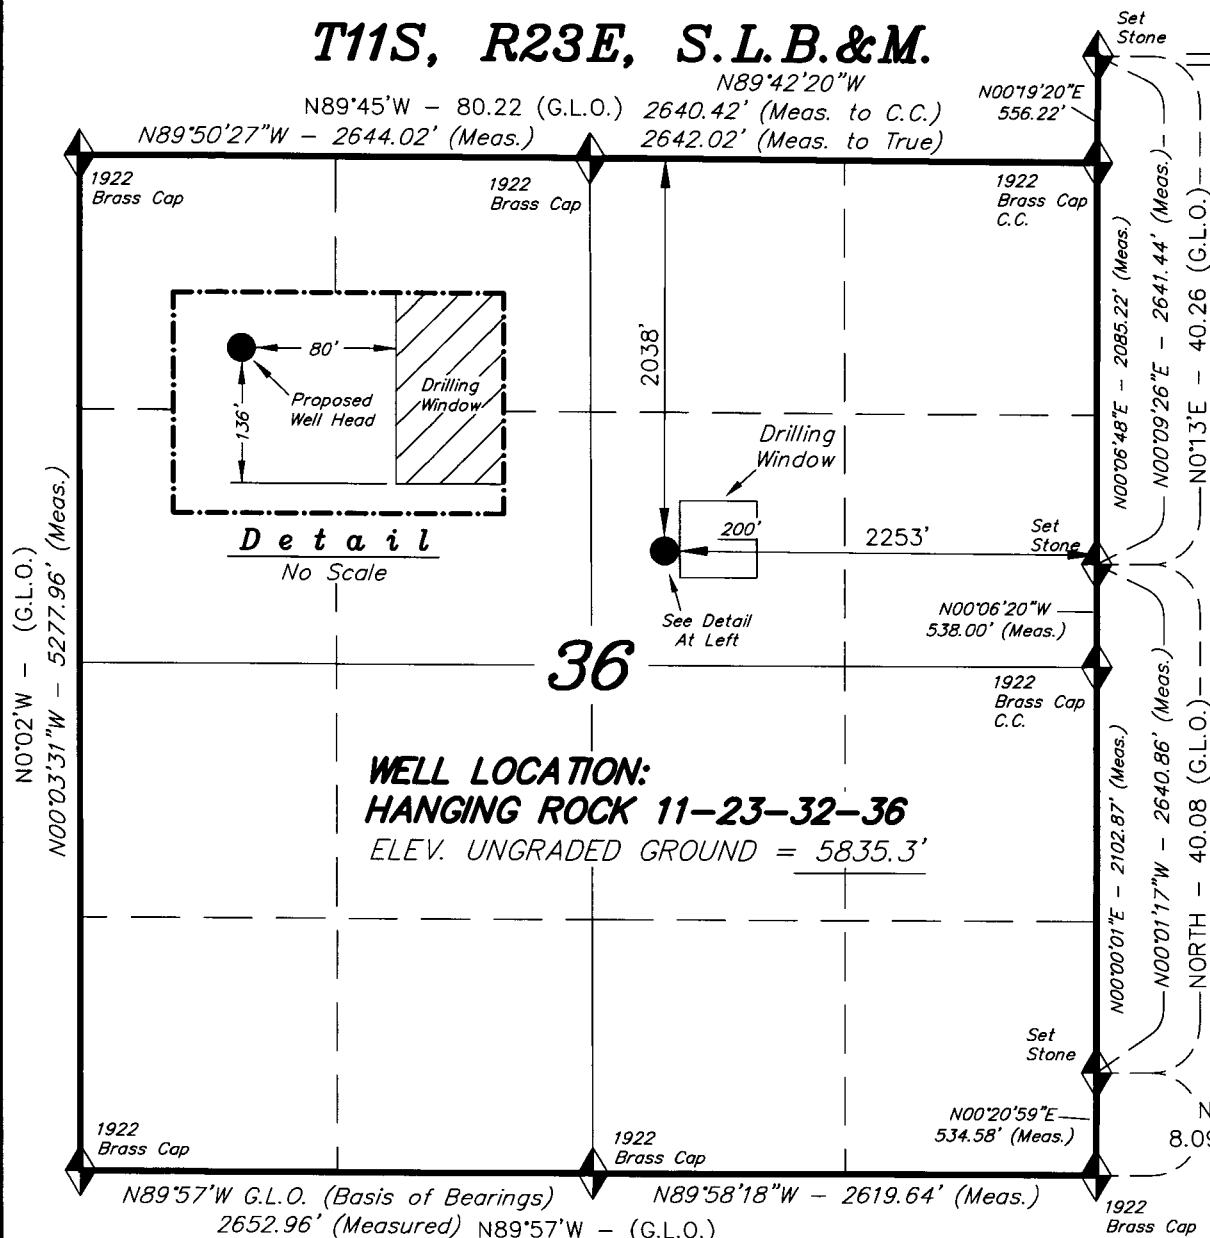 T11S, R23E, S.L.B.&M.
Set
Stone
N89°42'20"W
N89°45'W - 80.22 (G.L.O.)
2640.42' (Meas. to C.C.)
N00°19'20"E
556.22'
N89°50'27"W - 2644.02' (Meas.)
2642.02' (Meas. to True)
1922
Brass Cap
1922
Brass Cap
1922
Brass Cap
C.C.
N00°06'48"E - 2085.22' (Meas.)
N00°09'26"E - 2641.44' (Meas.)
N0°13'E - 40.26 (G.L.O.)
2038'
80'
136'
Proposed
Well Head
Drilling
Window
Detail
No Scale
Drilling
Window
200'
2253'
Set
Stone
See Detail
At Left
N00°06'20"W
538.00' (Meas.)
N0°02'W - (G.L.O.)
N00°03'31"W - 5277.96' (Meas.)
36
1922
Brass Cap
C.C.
WELL LOCATION:
HANGING ROCK 11-23-32-36
ELEV. UNGRADED GROUND = 5835.3'
N00°00'01"E - 2102.87' (Meas.)
N00°01'17"W - 2640.86' (Meas.)
NORTH - 40.08 (G.L.O.)
Set
Stone
N00°20'59"E
534.58' (Meas.)
N
8.09
1922
Brass Cap
1922
Brass Cap
1922
Brass Cap
N89°57'W G.L.O. (Basis of Bearings)
2652.96' (Measured)
N89°58'18"W - 2619.64' (Meas.)
N89°57'W - (G.L.O.)